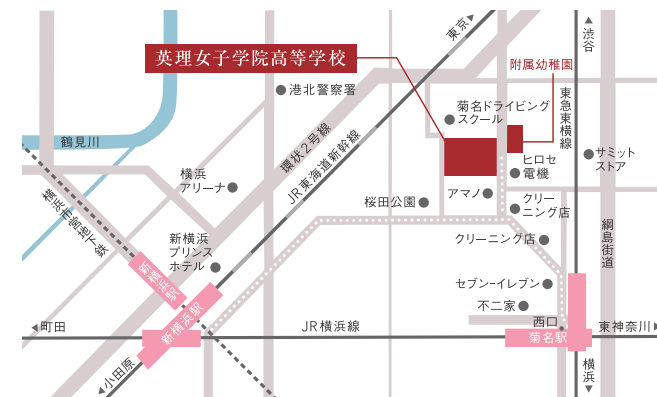 東京
渋谷
英理女子学院高等学校
附属幼稚園
港北警察署
菊名ドライビング
スクール
東急東横線
環状2号線
鶴見川
JR東海道新幹線
ヒロセ
電機
サミット
ストア
横浜
アリーナ
アマノ
桜田公園
クリー
ニング店
横浜市営地下鉄
綱島街道
新横浜
プリンス
ホテル
クリーニング店
新横浜駅
セブン-イレブン
不二家
新横浜駅
西口
町田
JR横浜線
菊名駅
東神奈川
小田原
横浜